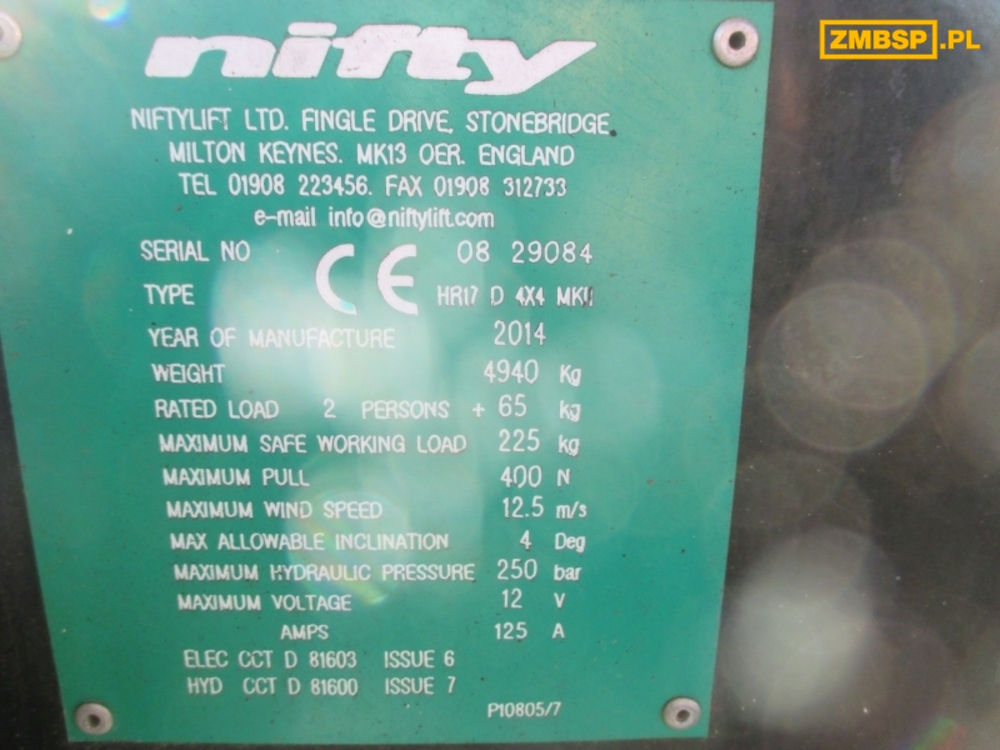 ZMBSP.PL
nifty
NIFTYLIFT LTD. FINGLE DRIVE, STONEBRIDGE,
MILTON KEYNES. MK13 OER. ENGLAND
TEL 01908 223456. FAX 01908 312733
e-mail info@niftylift.com
SERIAL NO CE 08 29084
TYPE HR17 D 4X4 MKII
YEAR OF MANUFACTURE 2014
WEIGHT 4940 Kg
RATED LOAD 2 PERSONS + 65 kg
MAXIMUM SAFE WORKING LOAD 225 kg
MAXIMUM PULL 400 N
MAXIMUM WIND SPEED 12.5 m/s
MAX ALLOWABLE INCLINATION 4 Deg
MAXIMUM HYDRAULIC PRESSURE 250 bar
MAXIMUM VOLTAGE 12 V
AMPS 125 A
ELEC CCT D 81603 ISSUE 6
HYD CCT D 81600 ISSUE 7
P10805/7